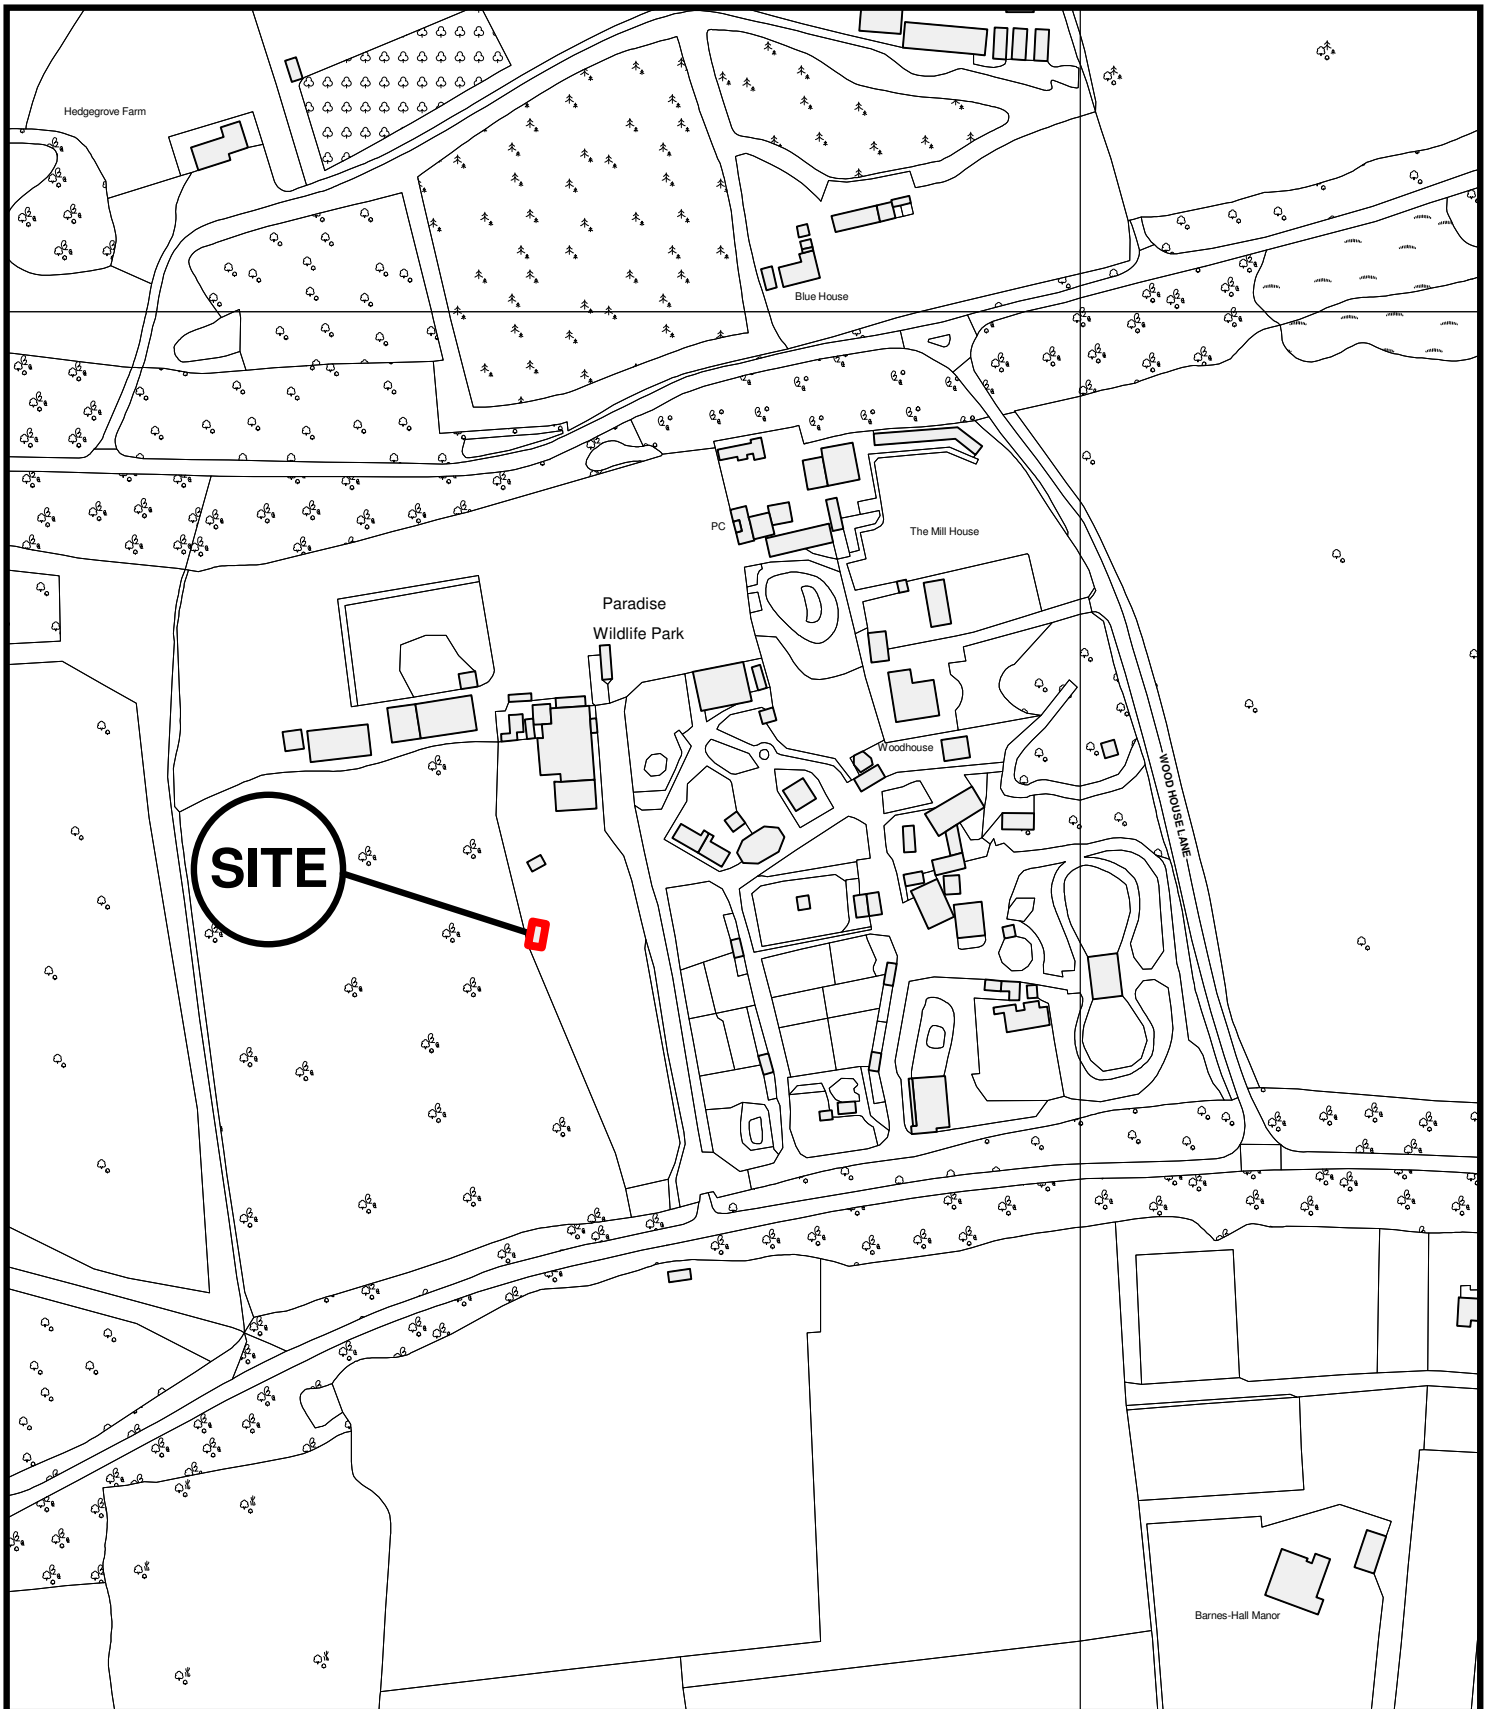 Hedgegrove Farm
Blue House
PC
The Mill House
Paradise
Wildlife Park
Woodhouse
WOOD HOUSE LANE
SITE
Barnes-Hall Manor